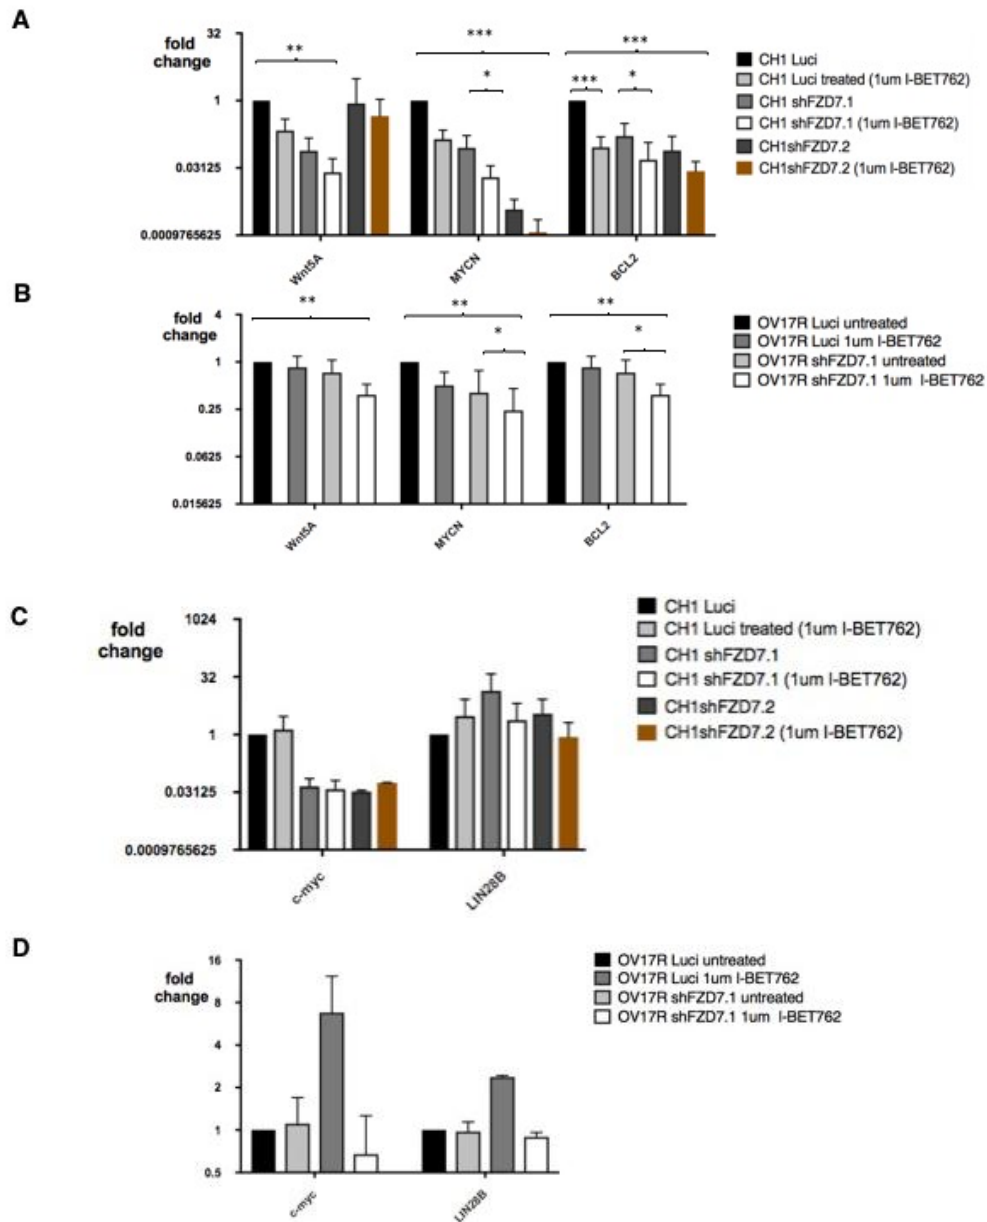 A
fold
change
32
1
0.03125
0.0009765625
**
***
*
***
***
*
Wnt5A
MYCN
BCL2
CH1 Luci
CH1 Luci treated (1um I-BET762)
CH1 shFZD7.1
CH1 shFZD7.1 (1um I-BET762)
CH1shFZD7.2
CH1shFZD7.2 (1um I-BET762)
B
fold
change
4
1
0.25
0.0625
0.015625
**
**
*
**
*
Wnt5A
MYCN
BCL2
OV17R Luci untreated
OV17R Luci 1um I-BET762
OV17R shFZD7.1 untreated
OV17R shFZD7.1 1um I-BET762
C
fold
change
1024
32
1
0.03125
0.0009765625
c-myc
LIN28B
CH1 Luci
CH1 Luci treated (1um I-BET762)
CH1 shFZD7.1
CH1 shFZD7.1 (1um I-BET762)
CH1shFZD7.2
CH1shFZD7.2 (1um I-BET762)
D
fold
change
16
8
4
2
1
0.5
c-myc
LIN28B
OV17R Luci untreated
OV17R Luci 1um I-BET762
OV17R shFZD7.1 untreated
OV17R shFZD7.1 1um I-BET762